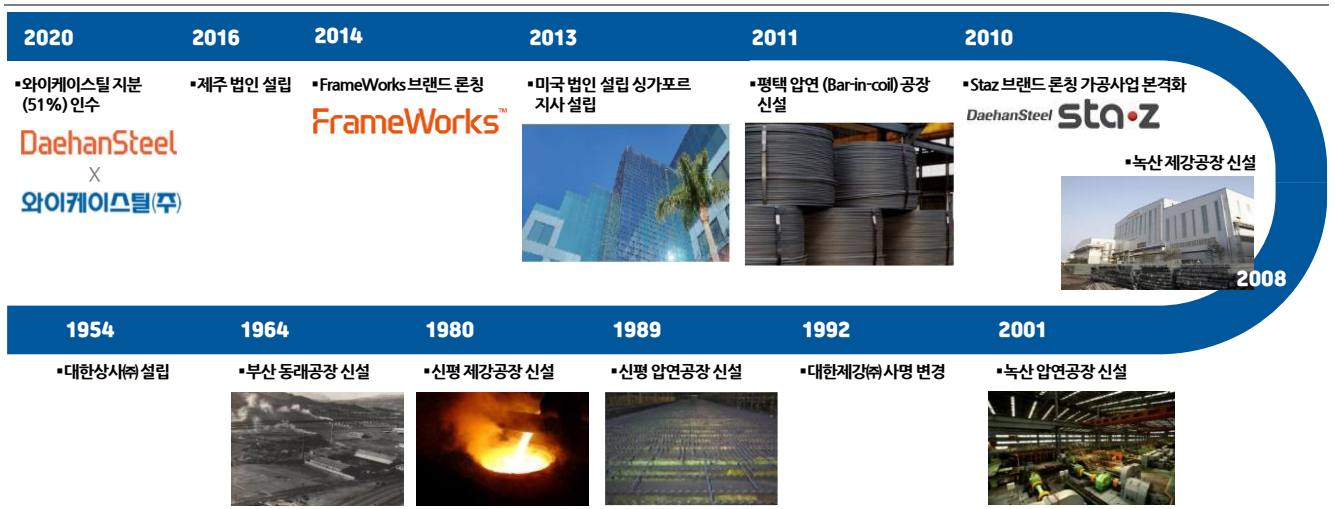 2020
2016
2014
2013
2011
2010
▪와이케이스틸 지분
(51%) 인수
DaehanSteel
X
와이케이스틸(주)
▪제주 법인 설립
▪FrameWorks 브랜드 론칭
FrameWorks™
▪미국 법인 설립 싱가포르
지사 설립
▪평택 압연 (Bar-in-coil) 공장
신설
▪Staz 브랜드 론칭 가공사업 본격화
DaehanSteel sta•z
▪녹산 제강공장 신설
2008
1954
1964
1980
1989
1992
2001
▪대한상사㈜ 설립
▪부산 동래공장 신설
▪신평 제강공장 신설
▪신평 압연공장 신설
▪대한제강㈜ 사명 변경
▪녹산 압연공장 신설